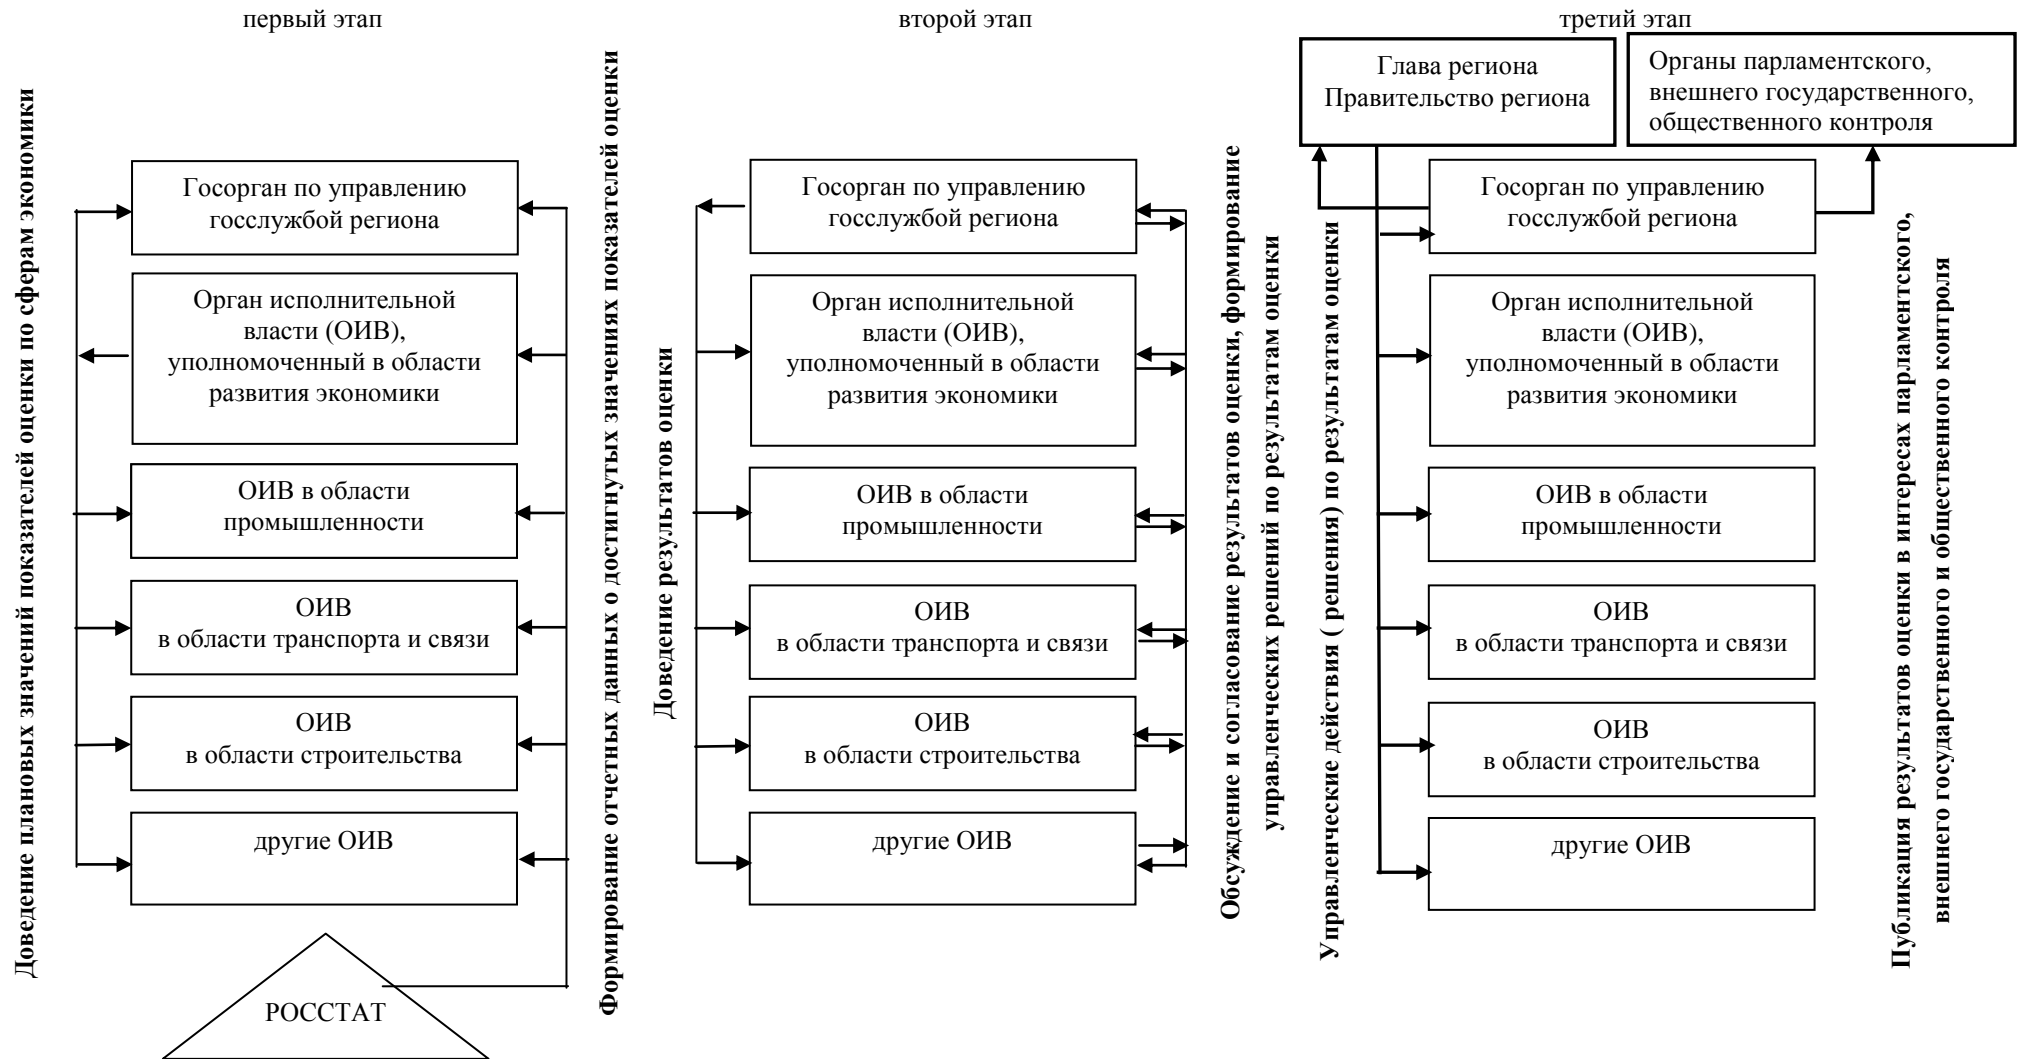 первый этап
Доведение плановых значений показателей оценки по сферам экономики
Госорган по управлению
госслужбой региона
Орган исполнительной
власти (ОИВ),
уполномоченный в области
развития экономики
ОИВ в области
промышленности
ОИВ
в области транспорта и связи
ОИВ
в области строительства
другие ОИВ
РОССТАТ
Формирование отчетных данных о достигнутых значениях показателей оценки
второй этап
Доведение результатов оценки
Госорган по управлению
госслужбой региона
Орган исполнительной
власти (ОИВ),
уполномоченный в области
развития экономики
ОИВ в области
промышленности
ОИВ
в области транспорта и связи
ОИВ
в области строительства
другие ОИВ
Обсуждение и согласование результатов оценки, формирование
управленческих решений по результатам оценки
третий этап
Глава региона
Правительство региона
Органы парламентского,
внешнего государственного,
общественного контроля
Управленческие действия ( решения) по результатам оценки
Госорган по управлению
госслужбой региона
Орган исполнительной
власти (ОИВ),
уполномоченный в области
развития экономики
ОИВ в области
промышленности
ОИВ
в области транспорта и связи
ОИВ
в области строительства
другие ОИВ
Публикация результатов оценки в интересах парламентского,
внешнего государственного и общественного контроля